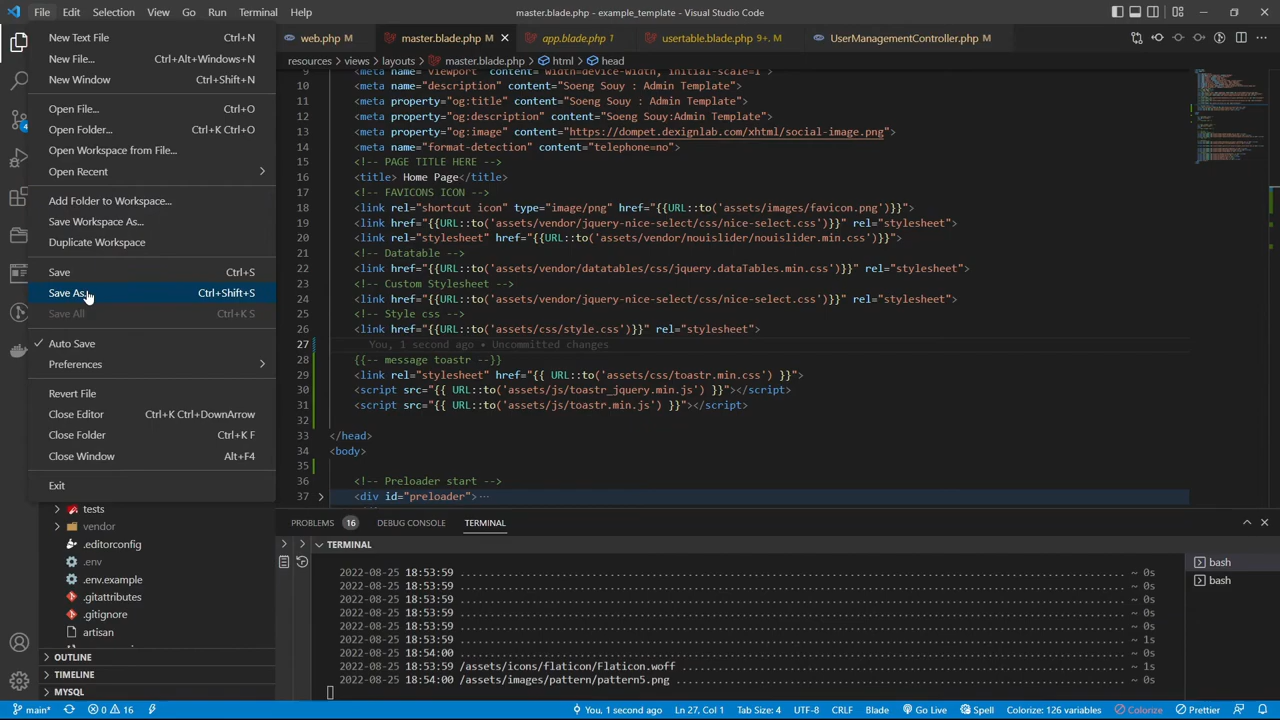 File Edit Selection View Go Run Terminal Help
master.blade.php - example_template - Visual Studio Code
New Text File Ctrl+N
New File... Ctrl+Alt+Windows+N
New Window Ctrl+Shift+N
Open File... Ctrl+O
Open Folder... Ctrl+K Ctrl+O
Open Workspace from File...
Open Recent
Add Folder to Workspace...
Save Workspace As...
Duplicate Workspace
Save Ctrl+S
Save As... Ctrl+Shift+S
Save All Ctrl+K S
Auto Save
Preferences
Revert File
Close Editor Ctrl+K Ctrl+DownArrow
Close Folder Ctrl+K F
Close Window Alt+F4
Exit
4
tests
vendor
.editorconfig
.env
.env.example
.gitattributes
.gitignore
artisan
OUTLINE
TIMELINE
MYSQL
web.php M master.blade.php M app.blade.php 1 usertable.blade.php 9+, M UserManagementController.php M
resources > views > layouts > master.blade.php > html > head
9 <meta name="viewport" content="width=device-width, initial-scale=1">
10 <meta name="description" content="Soeng Souy : Admin Template">
11 <meta property="og:title" content="Soeng Souy : Admin Template">
12 <meta property="og:description" content="Soeng Souy:Admin Template">
13 <meta property="og:image" content="https://dompet.dexignlab.com/xhtml/social-image.png">
14 <meta name="format-detection" content="telephone=no">
15 <!-- PAGE TITLE HERE -->
16 <title> Home Page</title>
17 <!-- FAVICONS ICON -->
18 <link rel="shortcut icon" type="image/png" href="{{URL::to('assets/images/favicon.png')}}">
19 <link href="{{URL::to('assets/vendor/jquery-nice-select/css/nice-select.css')}}" rel="stylesheet">
20 <link rel="stylesheet" href="{{URL::to('assets/vendor/nouislider/nouislider.min.css')}}">
21 <!-- Datatable -->
22 <link href="{{URL::to('assets/vendor/datatables/css/jquery.dataTables.min.css')}}" rel="stylesheet">
23 <!-- Custom Stylesheet -->
24 <link href="{{URL::to('assets/vendor/jquery-nice-select/css/nice-select.css')}}" rel="stylesheet">
25 <!-- Style css -->
26 <link href="{{URL::to('assets/css/style.css')}}" rel="stylesheet">
27 You, 1 second ago • Uncommitted changes
28 {{-- message toastr --}}
29 <link rel="stylesheet" href="{{ URL::to('assets/css/toastr.min.css') }}">
30 <script src="{{ URL::to('assets/js/toastr_jquery.min.js') }}"></script>
31 <script src="{{ URL::to('assets/js/toastr.min.js') }}"></script>
32
33 </head>
34 <body>
35
36 <!-- Preloader start -->
37 <div id="preloader"> ...
PROBLEMS 16 DEBUG CONSOLE TERMINAL
TERMINAL
2022-08-25 18:53:59 ~ 0s
2022-08-25 18:53:59 ~ 0s
2022-08-25 18:53:59 ~ 0s
2022-08-25 18:53:59 ~ 0s
2022-08-25 18:53:59 ~ 0s
2022-08-25 18:53:59 ~ 1s
2022-08-25 18:54:00 ~ 0s
2022-08-25 18:53:59 /assets/icons/flaticon/Flaticon.woff ~ 1s
2022-08-25 18:54:00 /assets/images/pattern/pattern5.png ~ 0s
bash
bash
main* 0 16 You, 1 second ago Ln 27, Col 1 Tab Size: 4 UTF-8 CRLF Blade Go Live Spell Colorize: 126 variables Colorize Prettier